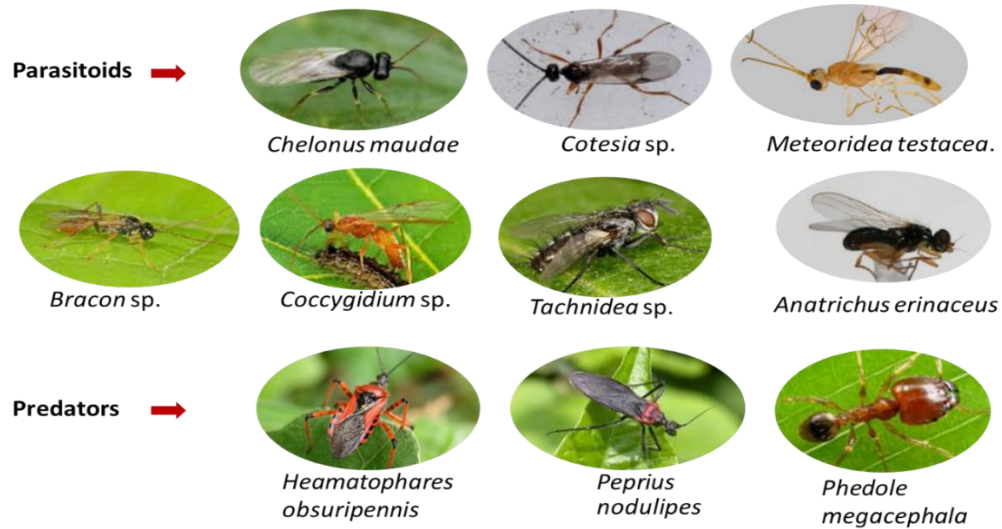 Parasitoids
Chelonus maudae
Cotesia sp.
Meteoridea testacea.
Bracon sp.
Coccygidium sp.
Tachnidea sp.
Anatrichus erinaceus
Predators
Heamatophares
obsuripennis
Peprius
nodulipes
Phedole
megacephala